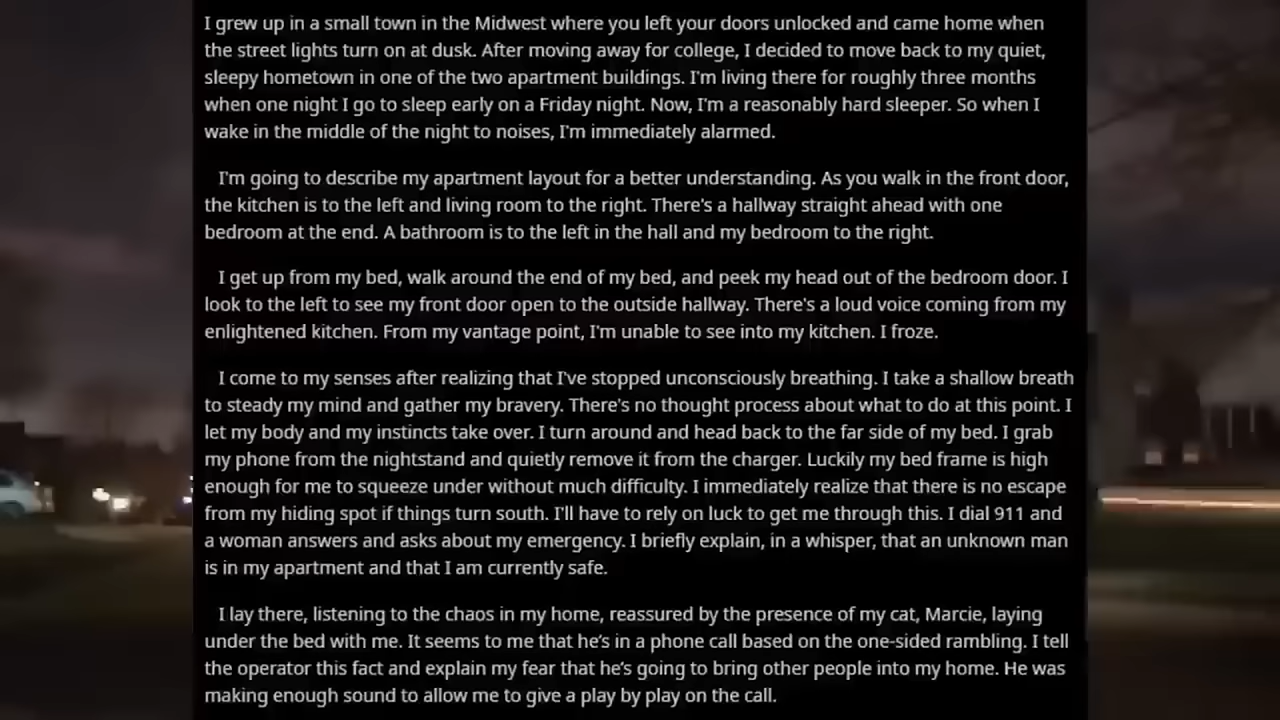 I grew up in a small town in the Midwest where you left your doors unlocked and came home when
the street lights turn on at dusk. After moving away for college, I decided to move back to my quiet,
sleepy hometown in one of the two apartment buildings. I'm living there for roughly three months
when one night I go to sleep early on a Friday night. Now, I'm a reasonably hard sleeper. So when I
wake in the middle of the night to noises, I'm immediately alarmed.
I'm going to describe my apartment layout for a better understanding. As you walk in the front door,
the kitchen is to the left and living room to the right. There's a hallway straight ahead with one
bedroom at the end. A bathroom is to the left in the hall and my bedroom to the right.
I get up from my bed, walk around the end of my bed, and peek my head out of the bedroom door. I
look to the left to see my front door open to the outside hallway. There's a loud voice coming from my
enlightened kitchen. From my vantage point, I'm unable to see into my kitchen. I froze.
I come to my senses after realizing that I've stopped unconsciously breathing. I take a shallow breath
to steady my mind and gather my bravery. There's no thought process about what to do at this point. I
let my body and my instincts take over. I turn around and head back to the far side of my bed. I grab
my phone from the nightstand and quietly remove it from the charger. Luckily my bed frame is high
enough for me to squeeze under without much difficulty. I immediately realize that there is no escape
from my hiding spot if things turn south. I'll have to rely on luck to get me through this. I dial 911 and
a woman answers and asks about my emergency. I briefly explain, in a whisper, that an unknown man
is in my apartment and that I am currently safe.
I lay there, listening to the chaos in my home, reassured by the presence of my cat, Marcie, laying
under the bed with me. It seems to me that he's in a phone call based on the one-sided rambling. I tell
the operator this fact and explain my fear that he's going to bring other people into my home. He was
making enough sound to allow me to give a play by play on the call.